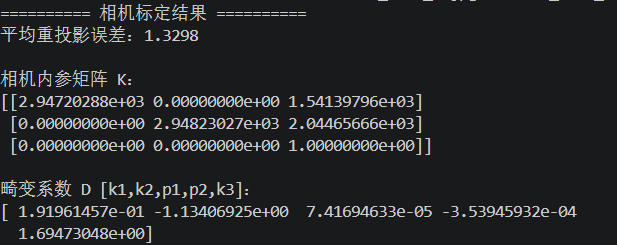 ========== 相机标定结果 ==========
平均重投影误差：1.3298
相机内参矩阵 K：
[[2.94720288e+03 0.00000000e+00 1.54139796e+03]
 [0.00000000e+00 2.94823027e+03 2.04465666e+03]
 [0.00000000e+00 0.00000000e+00 1.00000000e+00]]
畸变系数 D [k1,k2,p1,p2,k3]：
[ 1.91961457e-01 -1.13406925e+00  7.41694633e-05 -3.53945932e-04
  1.69473048e+00]